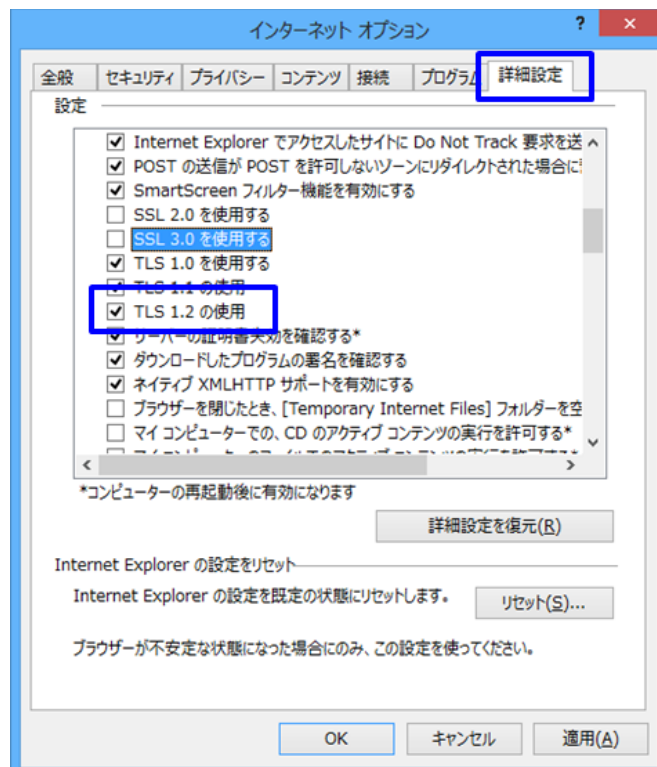 インターネット オプション
? ×
全般 セキュリティ プライバシー コンテンツ 接続 プログラム 詳細設定
設定
Internet Explorer でアクセスしたサイトに Do Not Track 要求を送
POST の送信が POST を許可しないゾーンにリダイレクトされた場合に
SmartScreen フィルター機能を有効にする
SSL 2.0 を使用する
SSL 3.0 を使用する
TLS 1.0 を使用する
TLS 1.1 の使用
TLS 1.2 の使用
サーバーの証明書失効を確認する*
ダウンロードしたプログラムの署名を確認する
ネイティブ XMLHTTP サポートを有効にする
ブラウザーを閉じたとき、[Temporary Internet Files] フォルダーを空
マイ コンピューターでの、CD のアクティブ コンテンツの実行を許可する*
*コンピューターの再起動後に有効になります
詳細設定を復元(R)
Internet Explorer の設定をリセット
Internet Explorer の設定を既定の状態にリセットします。
リセット(S)...
ブラウザーが不安定な状態になった場合にのみ、この設定を使ってください。
OK キャンセル 適用(A)